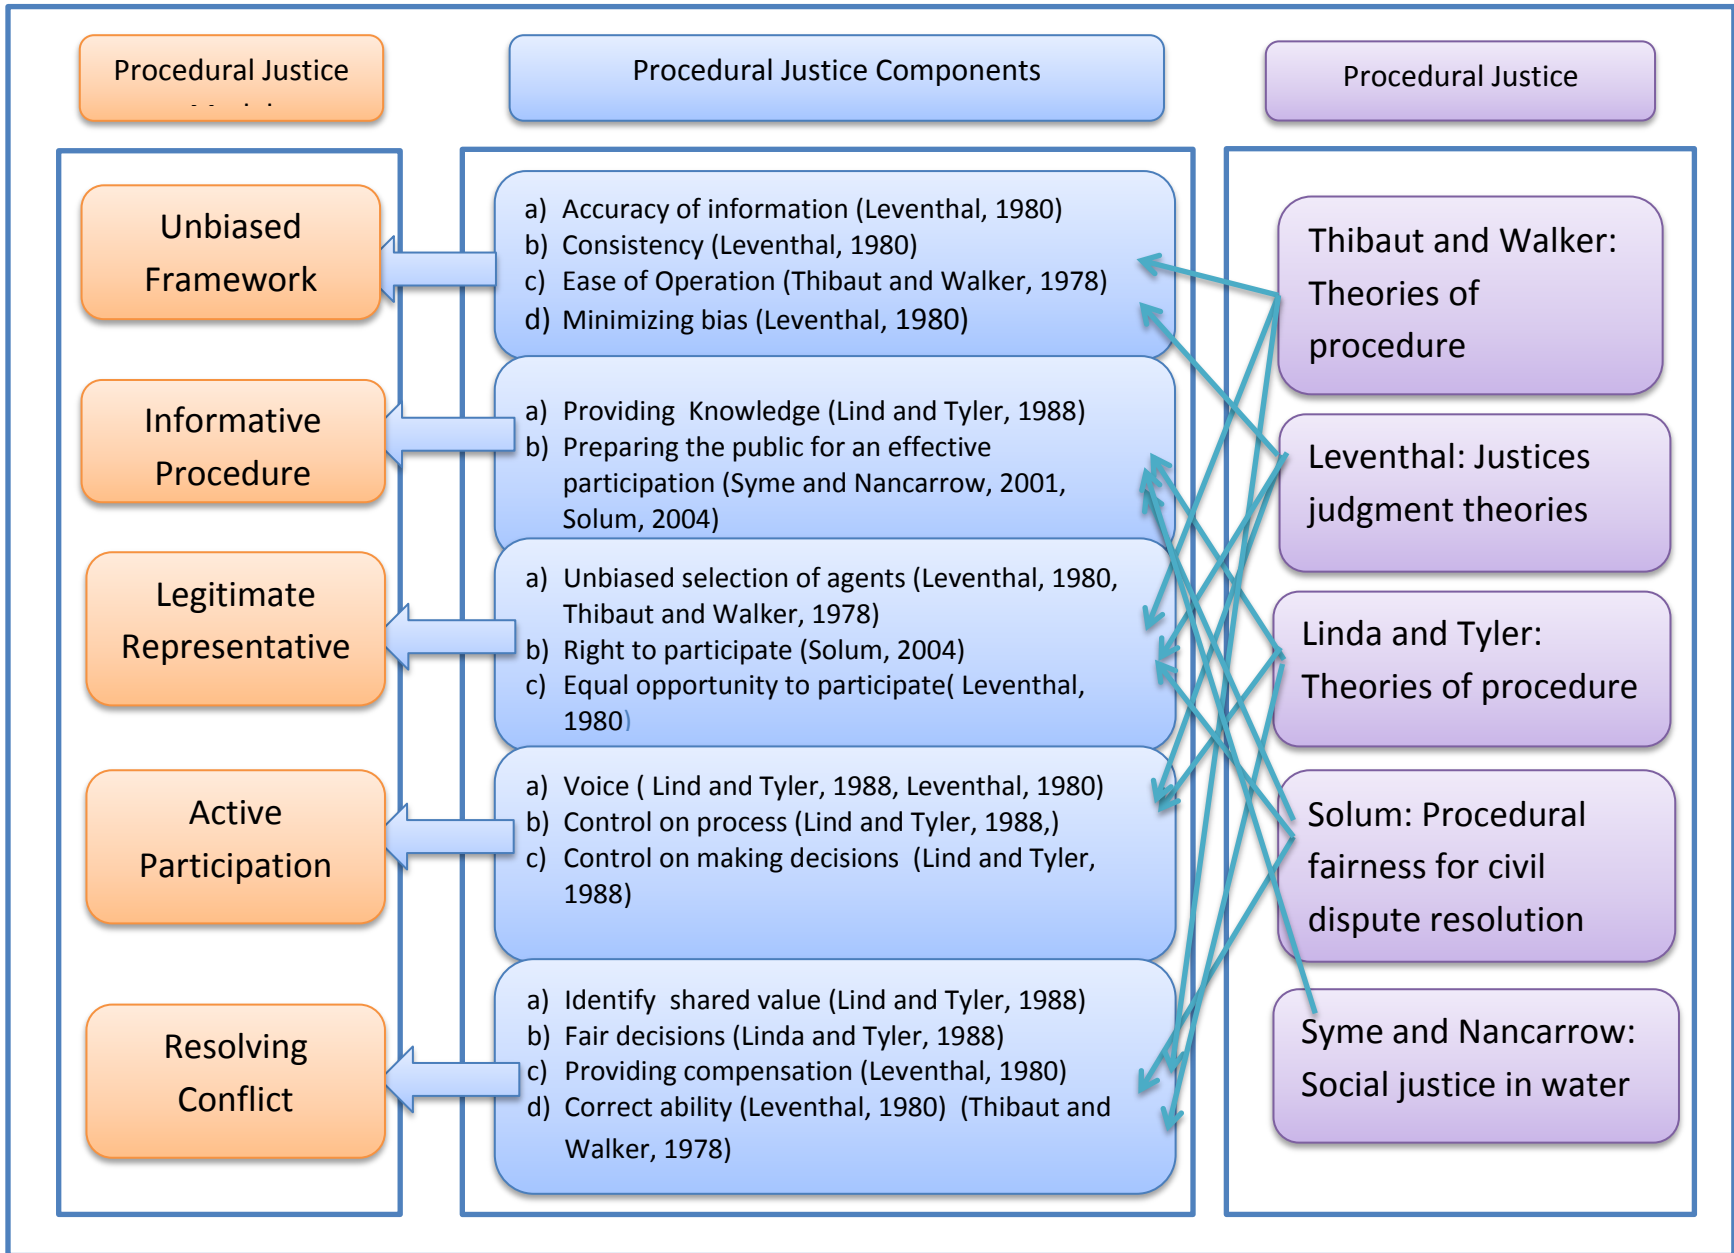 Procedural Justice
Procedural Justice Components
Procedural Justice
Unbiased
Framework
a) Accuracy of information (Leventhal, 1980)
b) Consistency (Leventhal, 1980)
c) Ease of Operation (Thibaut and Walker, 1978)
d) Minimizing bias (Leventhal, 1980)
Thibaut and Walker:
Theories of
procedure
Informative
Procedure
a) Providing Knowledge (Lind and Tyler, 1988)
b) Preparing the public for an effective
participation (Syme and Nancarrow, 2001,
Solum, 2004)
Leventhal: Justices
judgment theories
Legitimate
Representative
a) Unbiased selection of agents (Leventhal, 1980,
Thibaut and Walker, 1978)
b) Right to participate (Solum, 2004)
c) Equal opportunity to participate( Leventhal,
1980)
Linda and Tyler:
Theories of procedure
Active
Participation
a) Voice ( Lind and Tyler, 1988, Leventhal, 1980)
b) Control on process (Lind and Tyler, 1988,)
c) Control on making decisions (Lind and Tyler,
1988)
Solum: Procedural
fairness for civil
dispute resolution
Resolving
Conflict
a) Identify shared value (Lind and Tyler, 1988)
b) Fair decisions (Linda and Tyler, 1988)
c) Providing compensation (Leventhal, 1980)
d) Correct ability (Leventhal, 1980) (Thibaut and
Walker, 1978)
Syme and Nancarrow:
Social justice in water